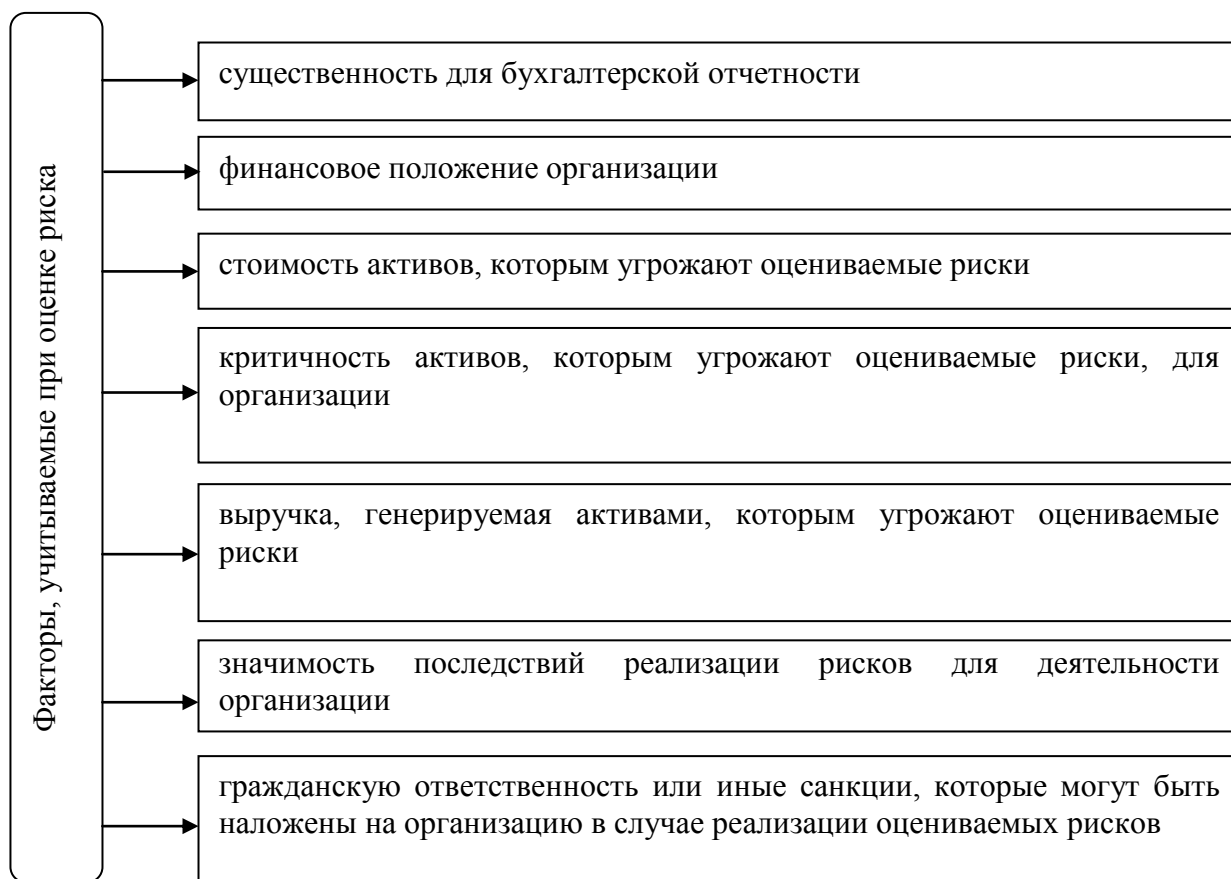 Факторы, учитываемые при оценке риска
существенность для бухгалтерской отчетности
финансовое положение организации
стоимость активов, которым угрожают оцениваемые риски
критичность активов, которым угрожают оцениваемые риски, для
организации
выручка, генерируемая активами, которым угрожают оцениваемые
риски
значимость последствий реализации рисков для деятельности
организации
гражданскую ответственность или иные санкции, которые могут быть
наложены на организацию в случае реализации оцениваемых рисков